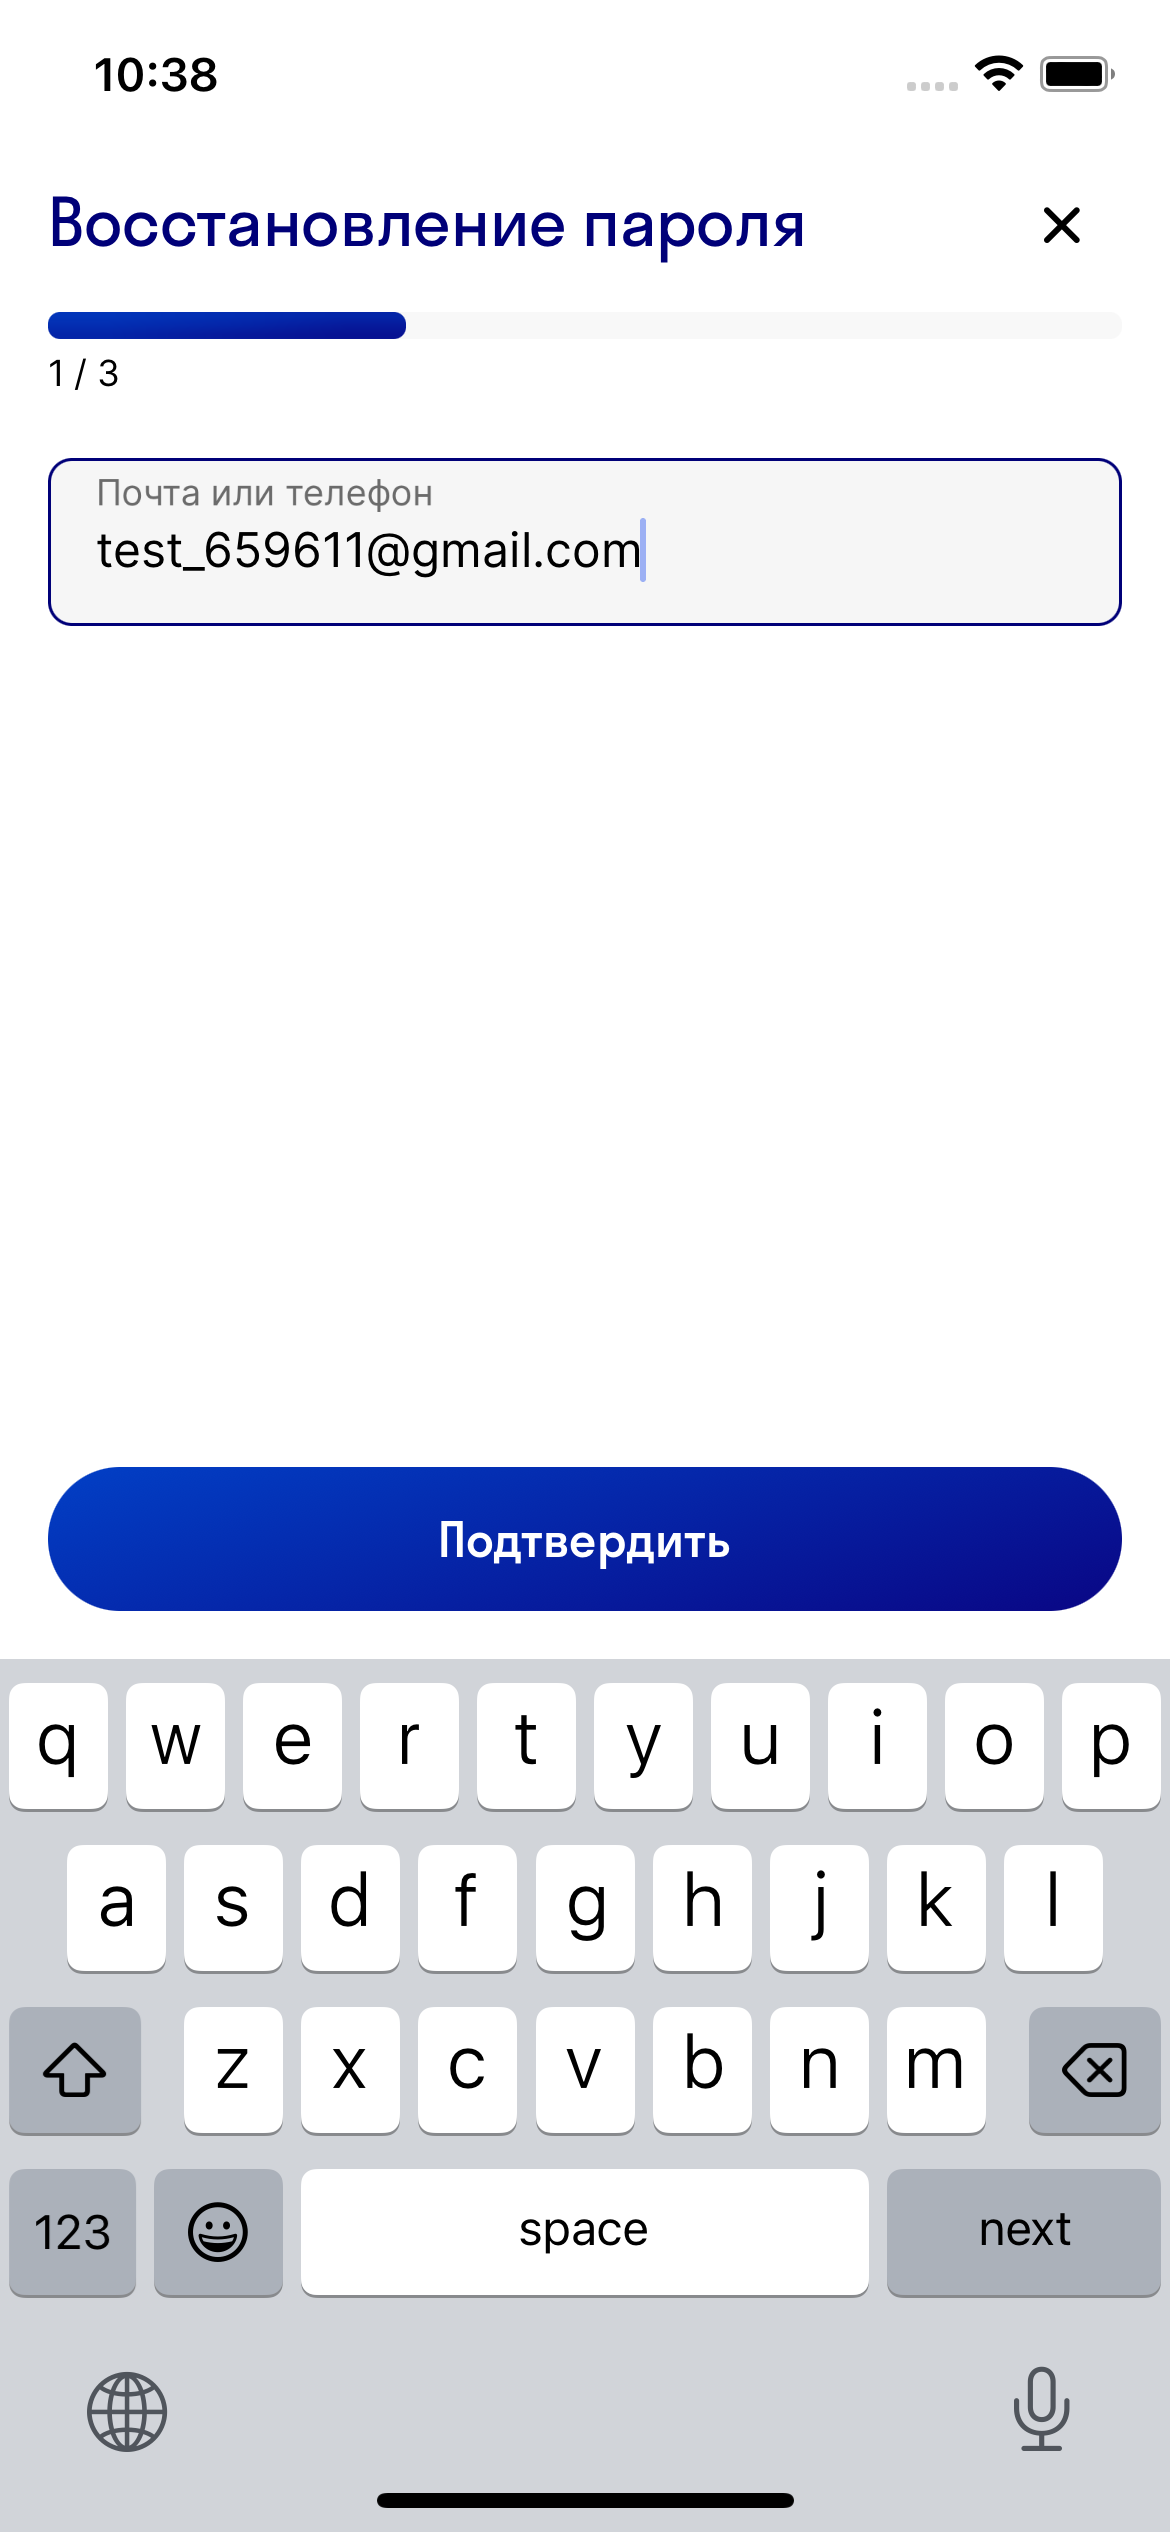 10:38
Восстановление пароля
1 / 3
Почта или телефон
test_659611@gmail.com
Подтвердить
q w e r t y u i o p
a s d f g h j k l
z x c v b n m
123 space next